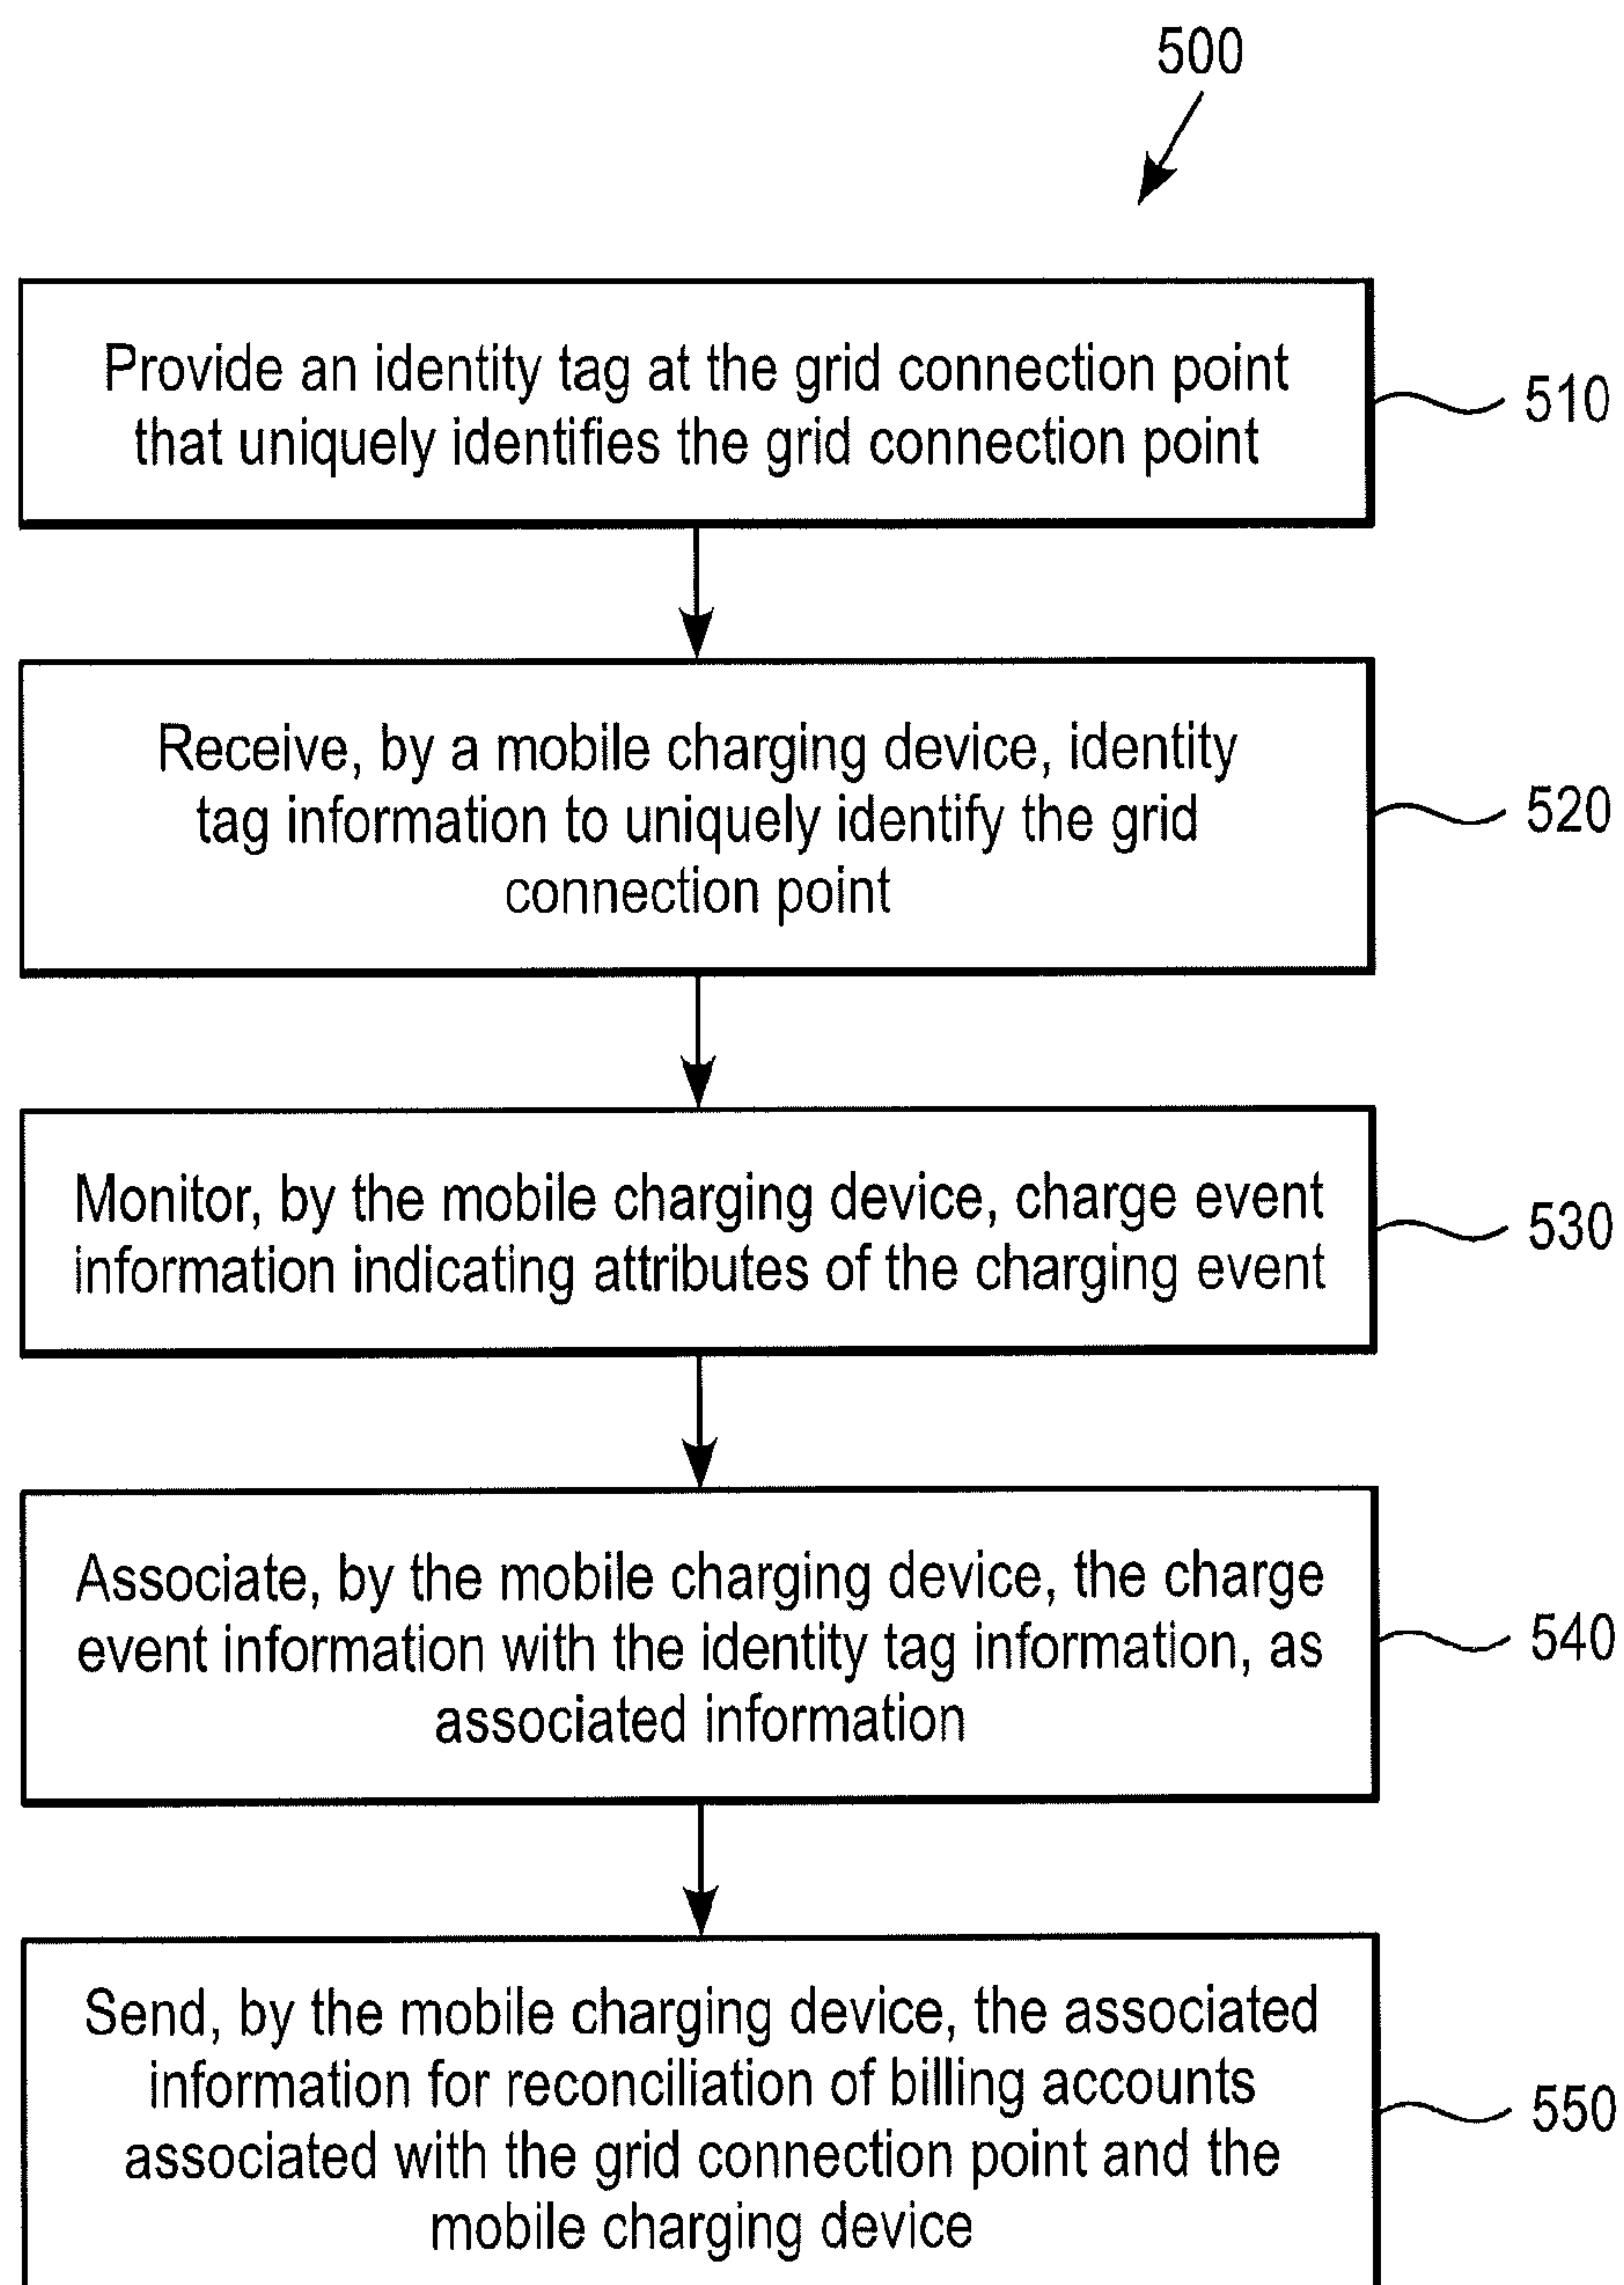 500
Provide an identity tag at the grid connection point
that uniquely identifies the grid connection point
510
Receive, by a mobile charging device, identity
tag information to uniquely identify the grid
connection point
520
Monitor, by the mobile charging device, charge event
information indicating attributes of the charging event
530
Associate, by the mobile charging device, the charge
event information with the identity tag information, as
associated information
540
Send, by the mobile charging device, the associated
information for reconciliation of billing accounts
associated with the grid connection point and the
mobile charging device
550